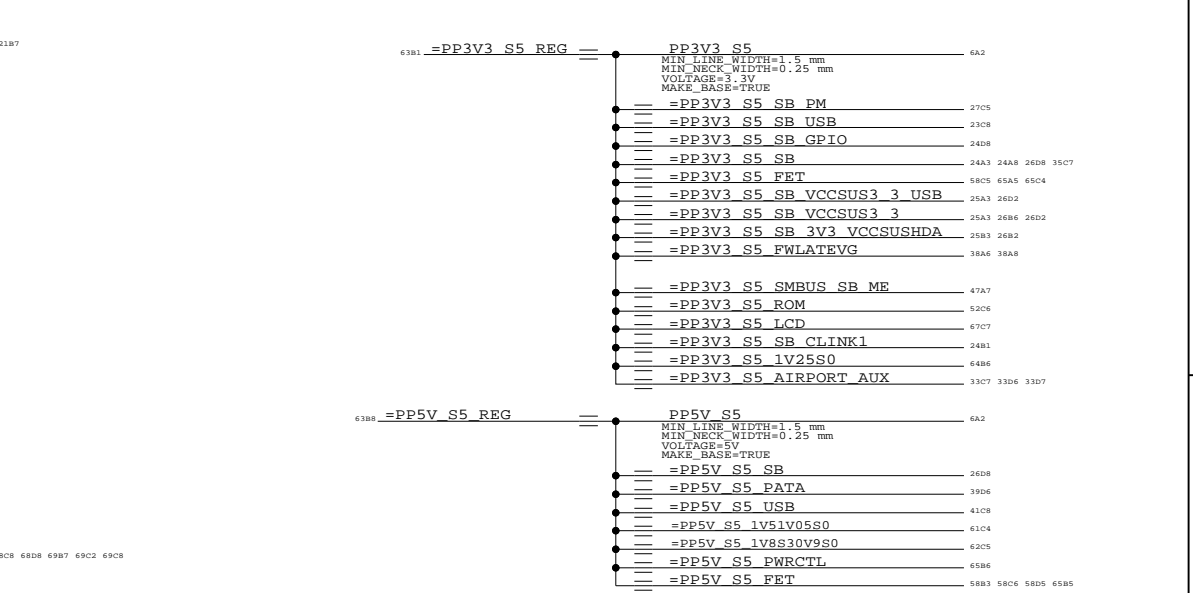 21B7
63B1 =PP3V3_S5_REG PP3V3_S5 6A2
MIN_LINE_WIDTH=1.5 mm
MIN_NECK_WIDTH=0.25 mm
VOLTAGE=3.3V
MAKE_BASE=TRUE
=PP3V3_S5_SB_PM 27C5
=PP3V3_S5_SB_USB 23C8
=PP3V3_S5_SB_GPIO 24D8
=PP3V3_S5_SB 24A3 24A8 26D8 35C7
=PP3V3_S5_FET 58C5 65A5 65C4
=PP3V3_S5_SB_VCCSUS3_3_USB 25A3 26D2
=PP3V3_S5_SB_VCCSUS3_3 25A3 26B6 26D2
=PP3V3_S5_SB_3V3_VCCSUSHDA 25B3 26B2
=PP3V3_S5_FWLATEVG 38A6 38A8
=PP3V3_S5_SMBUS_SB_ME 47A7
=PP3V3_S5_ROM 52C6
=PP3V3_S5_LCD 67C7
=PP3V3_S5_SB_CLINK1 24B1
=PP3V3_S5_1V25S0 64B6
=PP3V3_S5_AIRPORT_AUX 33C7 33D6 33D7
63B8 =PP5V_S5_REG PP5V_S5 6A2
MIN_LINE_WIDTH=1.5 mm
MIN_NECK_WIDTH=0.25 mm
VOLTAGE=5V
MAKE_BASE=TRUE
=PP5V_S5_SB 26D8
=PP5V_S5_PATA 39D6
=PP5V_S5_USB 41C8
=PP5V_S5_1V51V05S0 61C4
=PP5V_S5_1V8S30V9S0 62C5
8C8 68D8 69B7 69C2 69C8
=PP5V_S5_PWRCTL 65B6
=PP5V_S5_FET 58B3 58C6 58D5 65B5